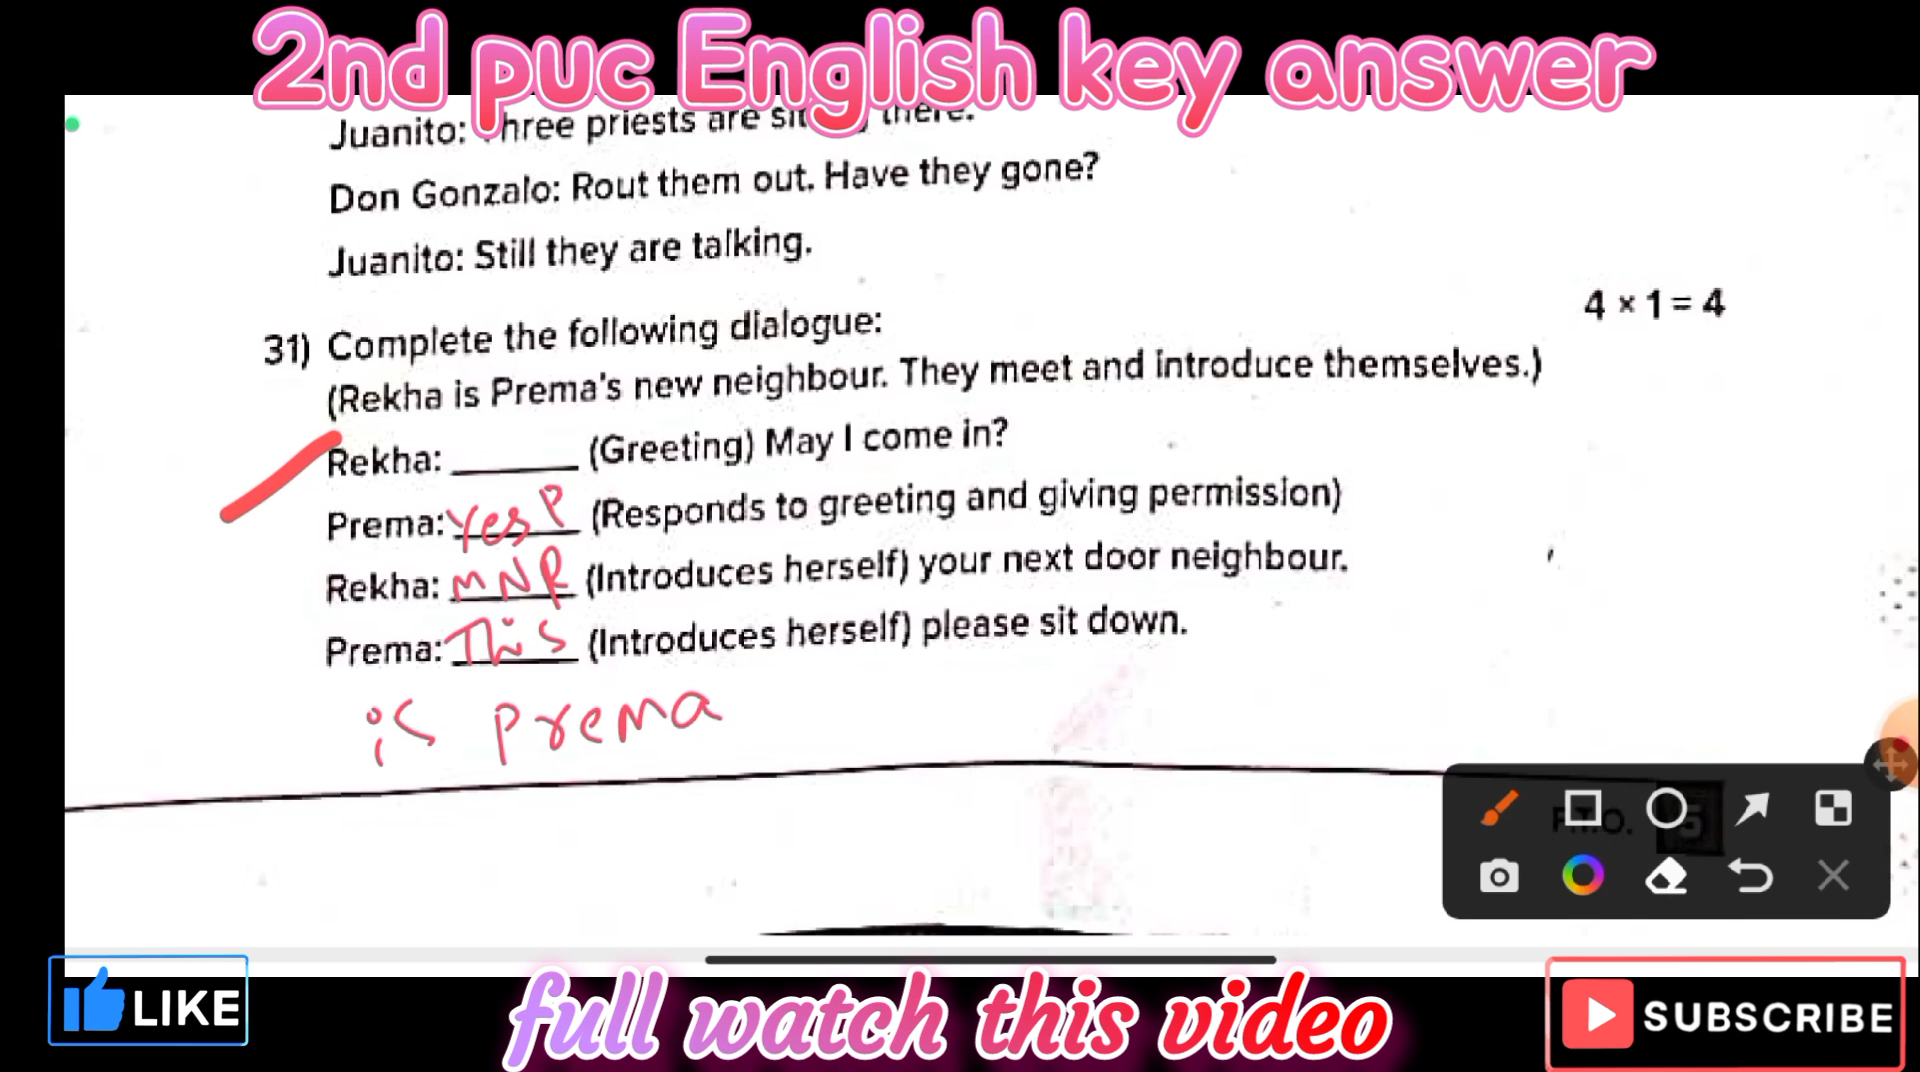 2nd puc English key answer
Juanito: Three priests are sitting there.
Don Gonzalo: Rout them out. Have they gone?
Juanito: Still they are talking.
4 × 1 = 4
31) Complete the following dialogue:
(Rekha is Prema's new neighbour. They meet and introduce themselves.)
Rekha: ______ (Greeting) May I come in?
Prema: Yes P (Responds to greeting and giving permission)
Rekha: MNR (Introduces herself) your next door neighbour.
Prema: This (Introduces herself) please sit down.
is prema
P.T.O. 5
LIKE
full watch this video
SUBSCRIBE